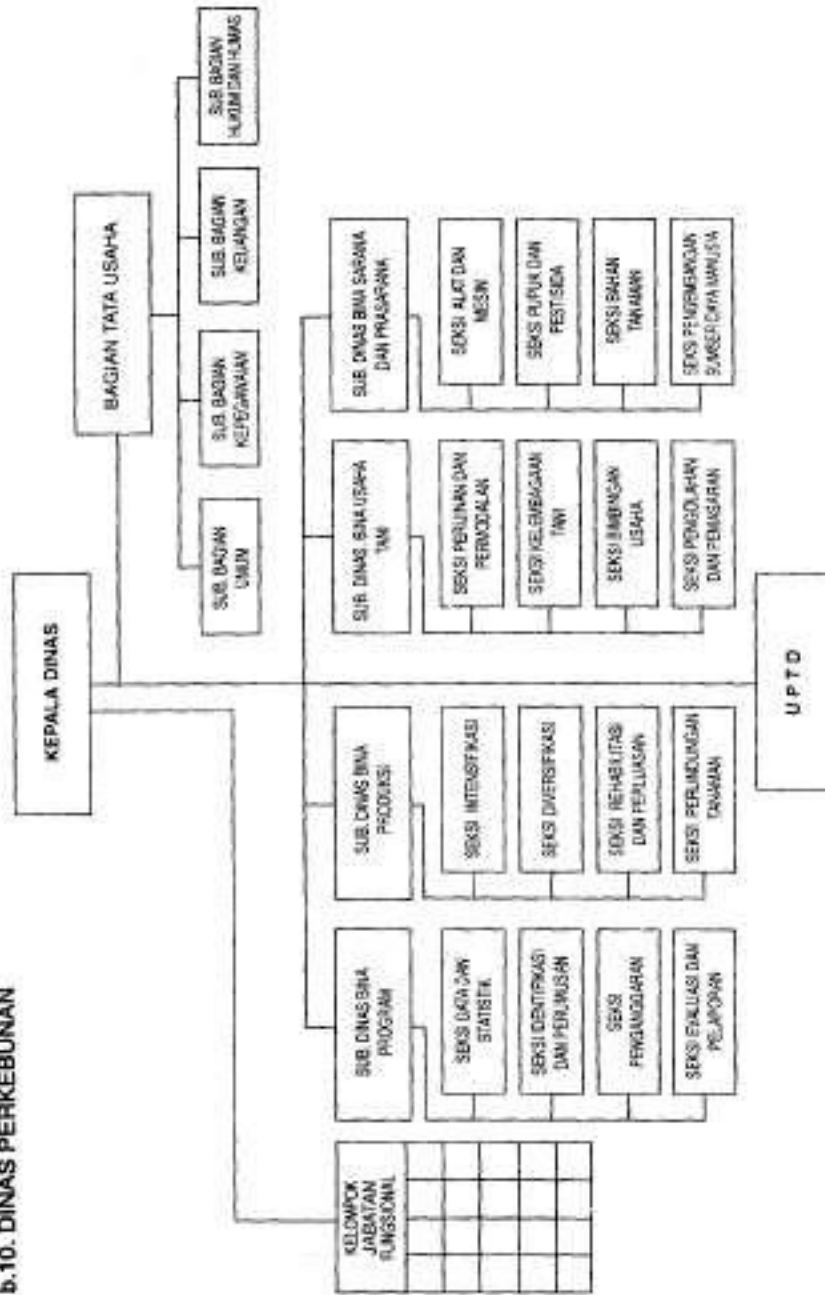 b.10. DINAS PERKEBUNAN
KEPALA DINAS
BAGIAN TATA USAHA
SUB. BAGIAN
UMUM
SUB. BAGIAN
KEPEGAWAIAN
SUB. BAGIAN
KEUANGAN
SUB. BAGIAN
HUKUM DAN HUMAS
KELOMPOK
JABATAN
FUNGSIONAL
SUB. DINAS BINA
PROGRAM
SEKSI DATA DAN
STATISTIK
SEKSI IDENTIFIKASI
DAN PERUMUSAN
SEKSI
PENGANGGARAN
SEKSI EVALUASI DAN
PELAPORAN
SUB. DINAS BINA
PRODUKSI
SEKSI INTENSIFIKASI
SEKSI DIVERSIFIKASI
SEKSI REHABILITASI
DAN PERLUASAN
SEKSI PERLINDUNGAN
TANAMAN
SUB. DINAS BINA USAHA
TANI
SEKSI PERIJINAN DAN
PERMODALAN
SEKSI KELEMBAGAAN
TANI
SEKSI BIMBINGAN
USAHA
SEKSI PENGOLAHAN
DAN PEMASARAN
SUB. DINAS BINA SARANA
DAN PRASARANA
SEKSI ALAT DAN
MESIN
SEKSI PUPUK DAN
PESTISIDA
SEKSI BAHAN
TANAMAN
SEKSI PENGEMBANGAN
SUMBER DAYA MANUSIA
UPTD